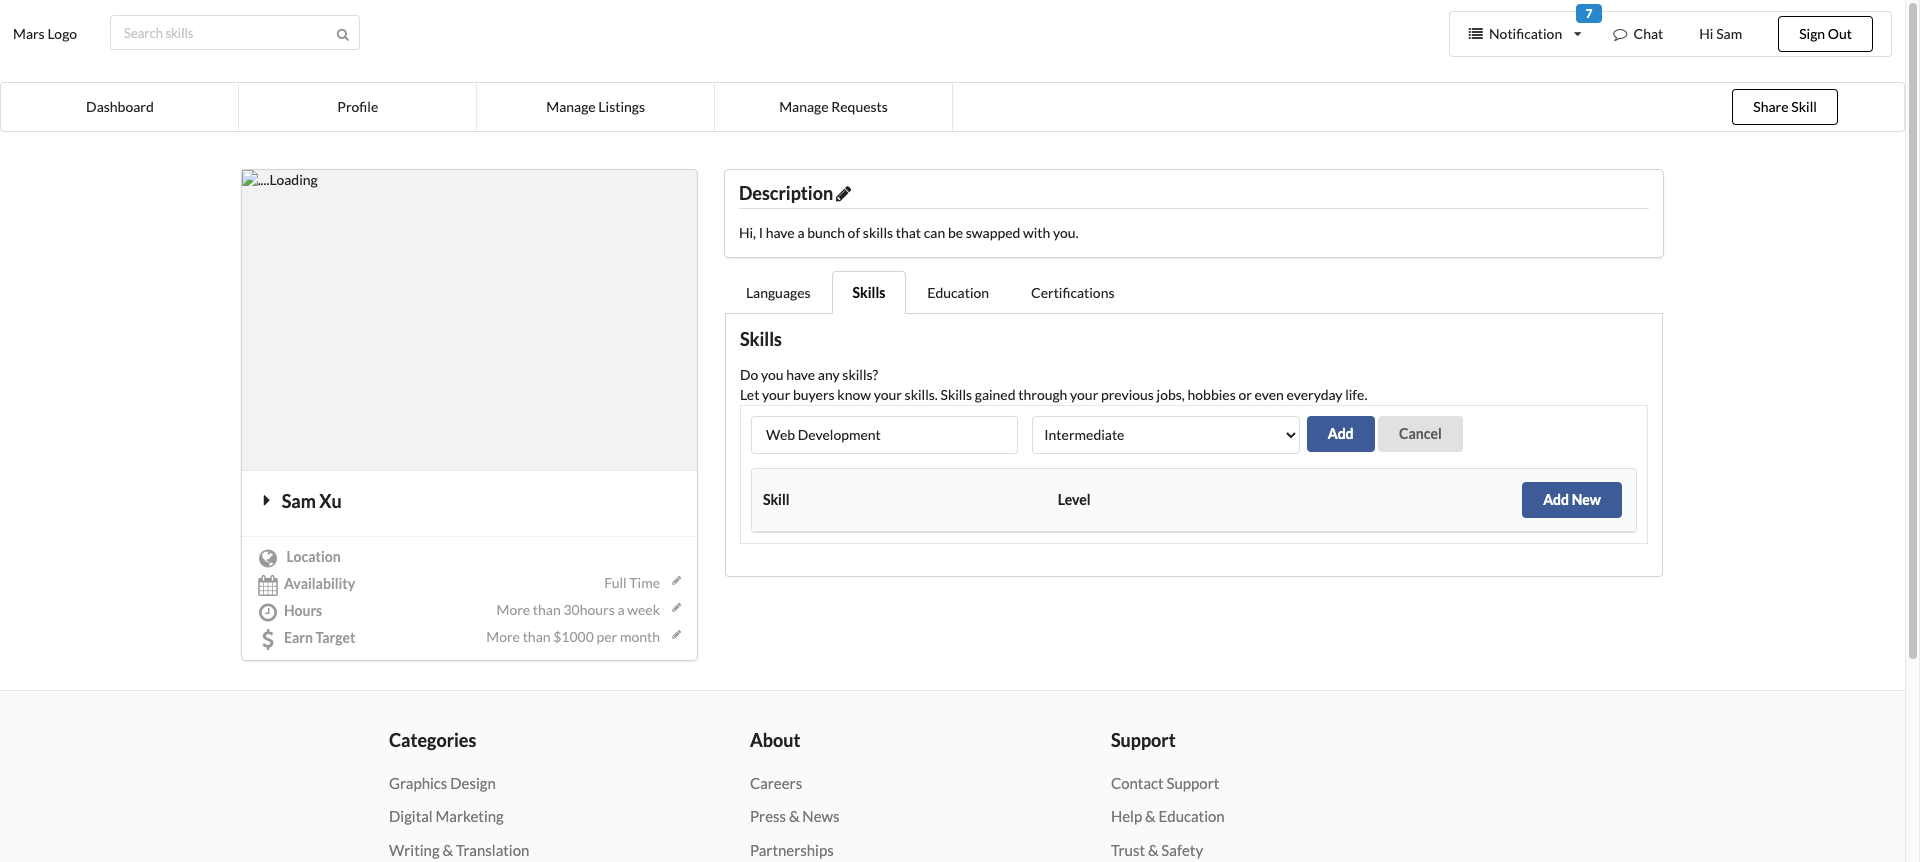 Mars Logo
Search skills
7
Notification
Chat
Hi Sam
Sign Out
Dashboard
Profile
Manage Listings
Manage Requests
Share Skill
....Loading
Sam Xu
Location
Availability
Full Time
Hours
More than 30hours a week
Earn Target
More than $1000 per month
Description
Hi, I have a bunch of skills that can be swapped with you.
Languages
Skills
Education
Certifications
Skills
Do you have any skills?
Let your buyers know your skills. Skills gained through your previous jobs, hobbies or even everyday life.
Web Development
Intermediate
Add
Cancel
Skill
Level
Add New
Categories
Graphics Design
Digital Marketing
Writing & Translation
About
Careers
Press & News
Partnerships
Support
Contact Support
Help & Education
Trust & Safety